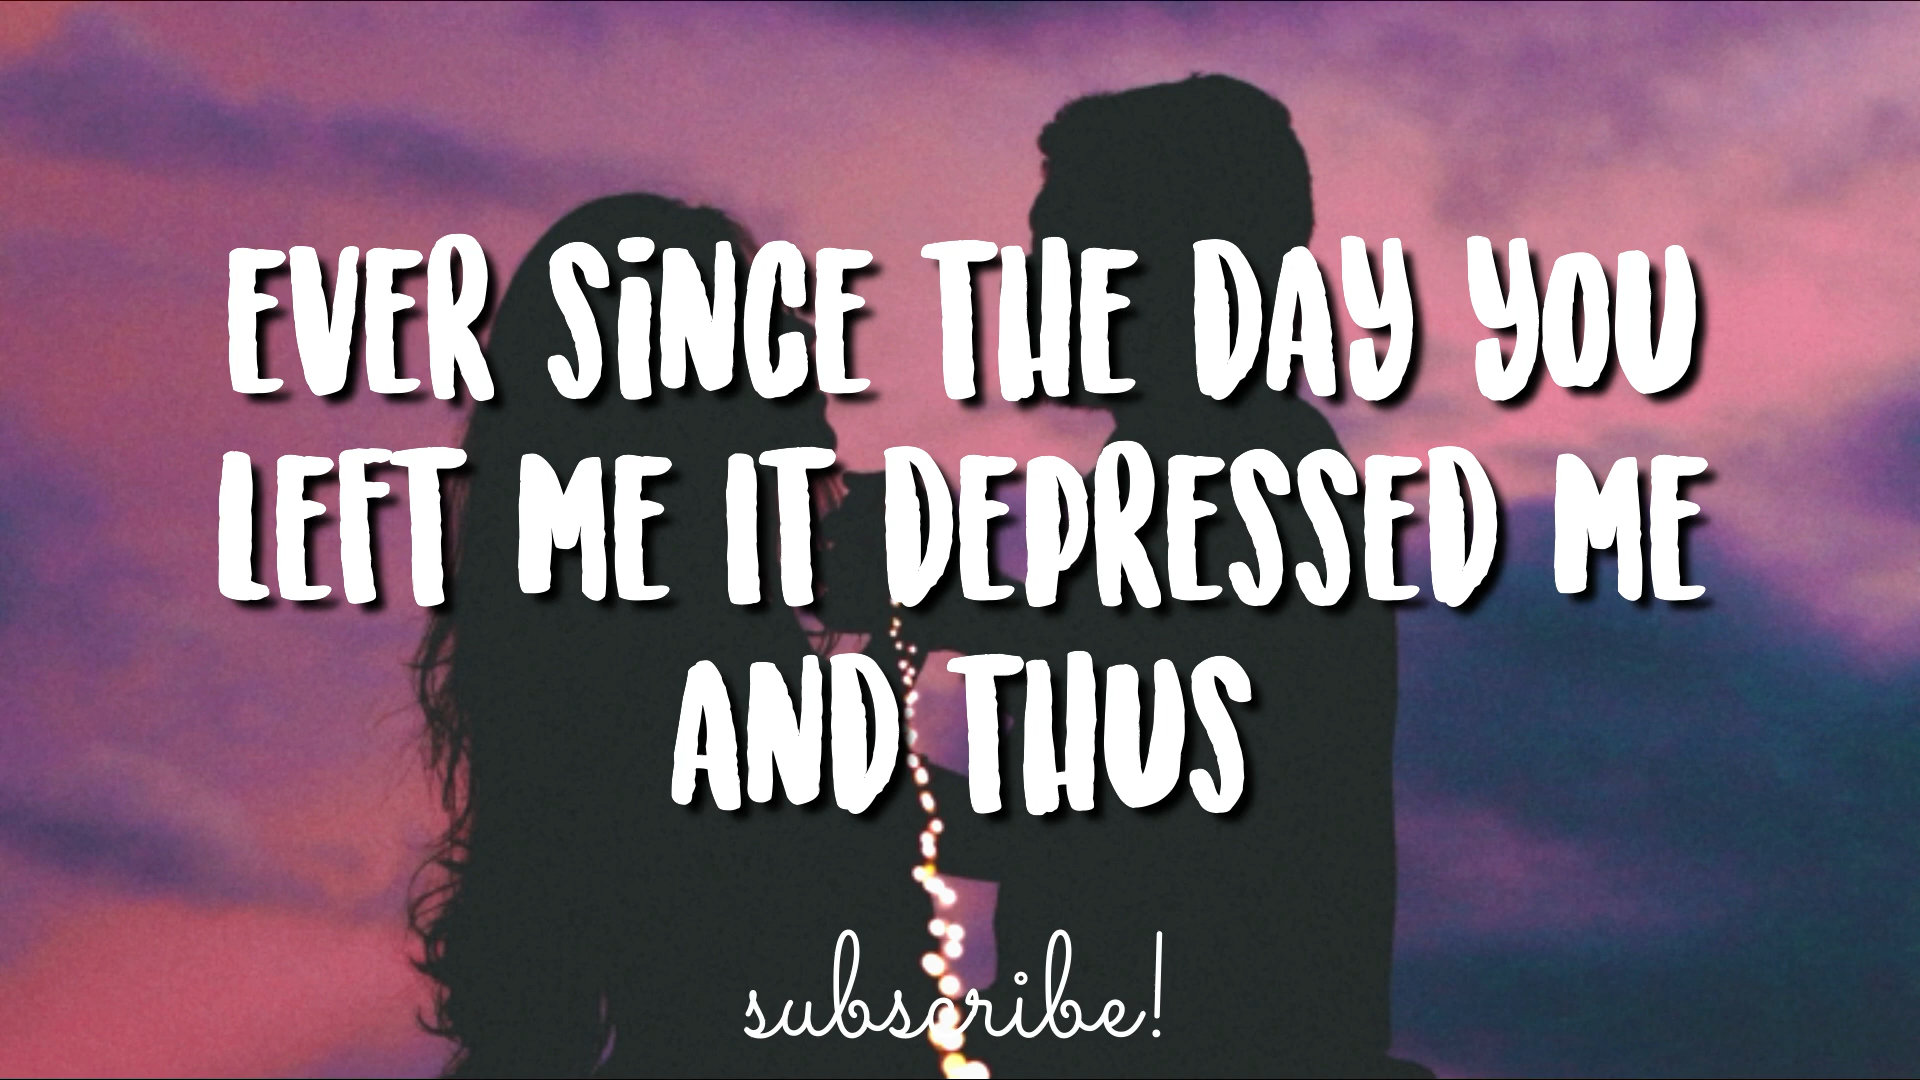 EVER SINCE THE DAY YOU
LEFT ME IT DEPRESSED ME
AND THUS
subscribe!